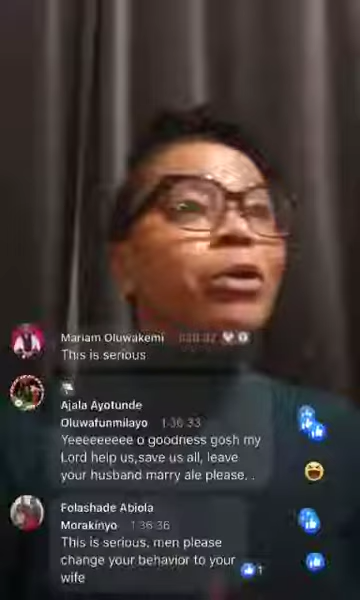 Mariam Oluwakemi
This is serious
Ajala Ayotunde
Oluwafunmilayo 1:36:33
Yeeeeeeeee o goodness gosh my
Lord help us,save us all, leave
your husband marry ale please. .
Folashade Abiola
Morakinyo 1:36:36
This is serious, men please
change your behavior to your
wife
1